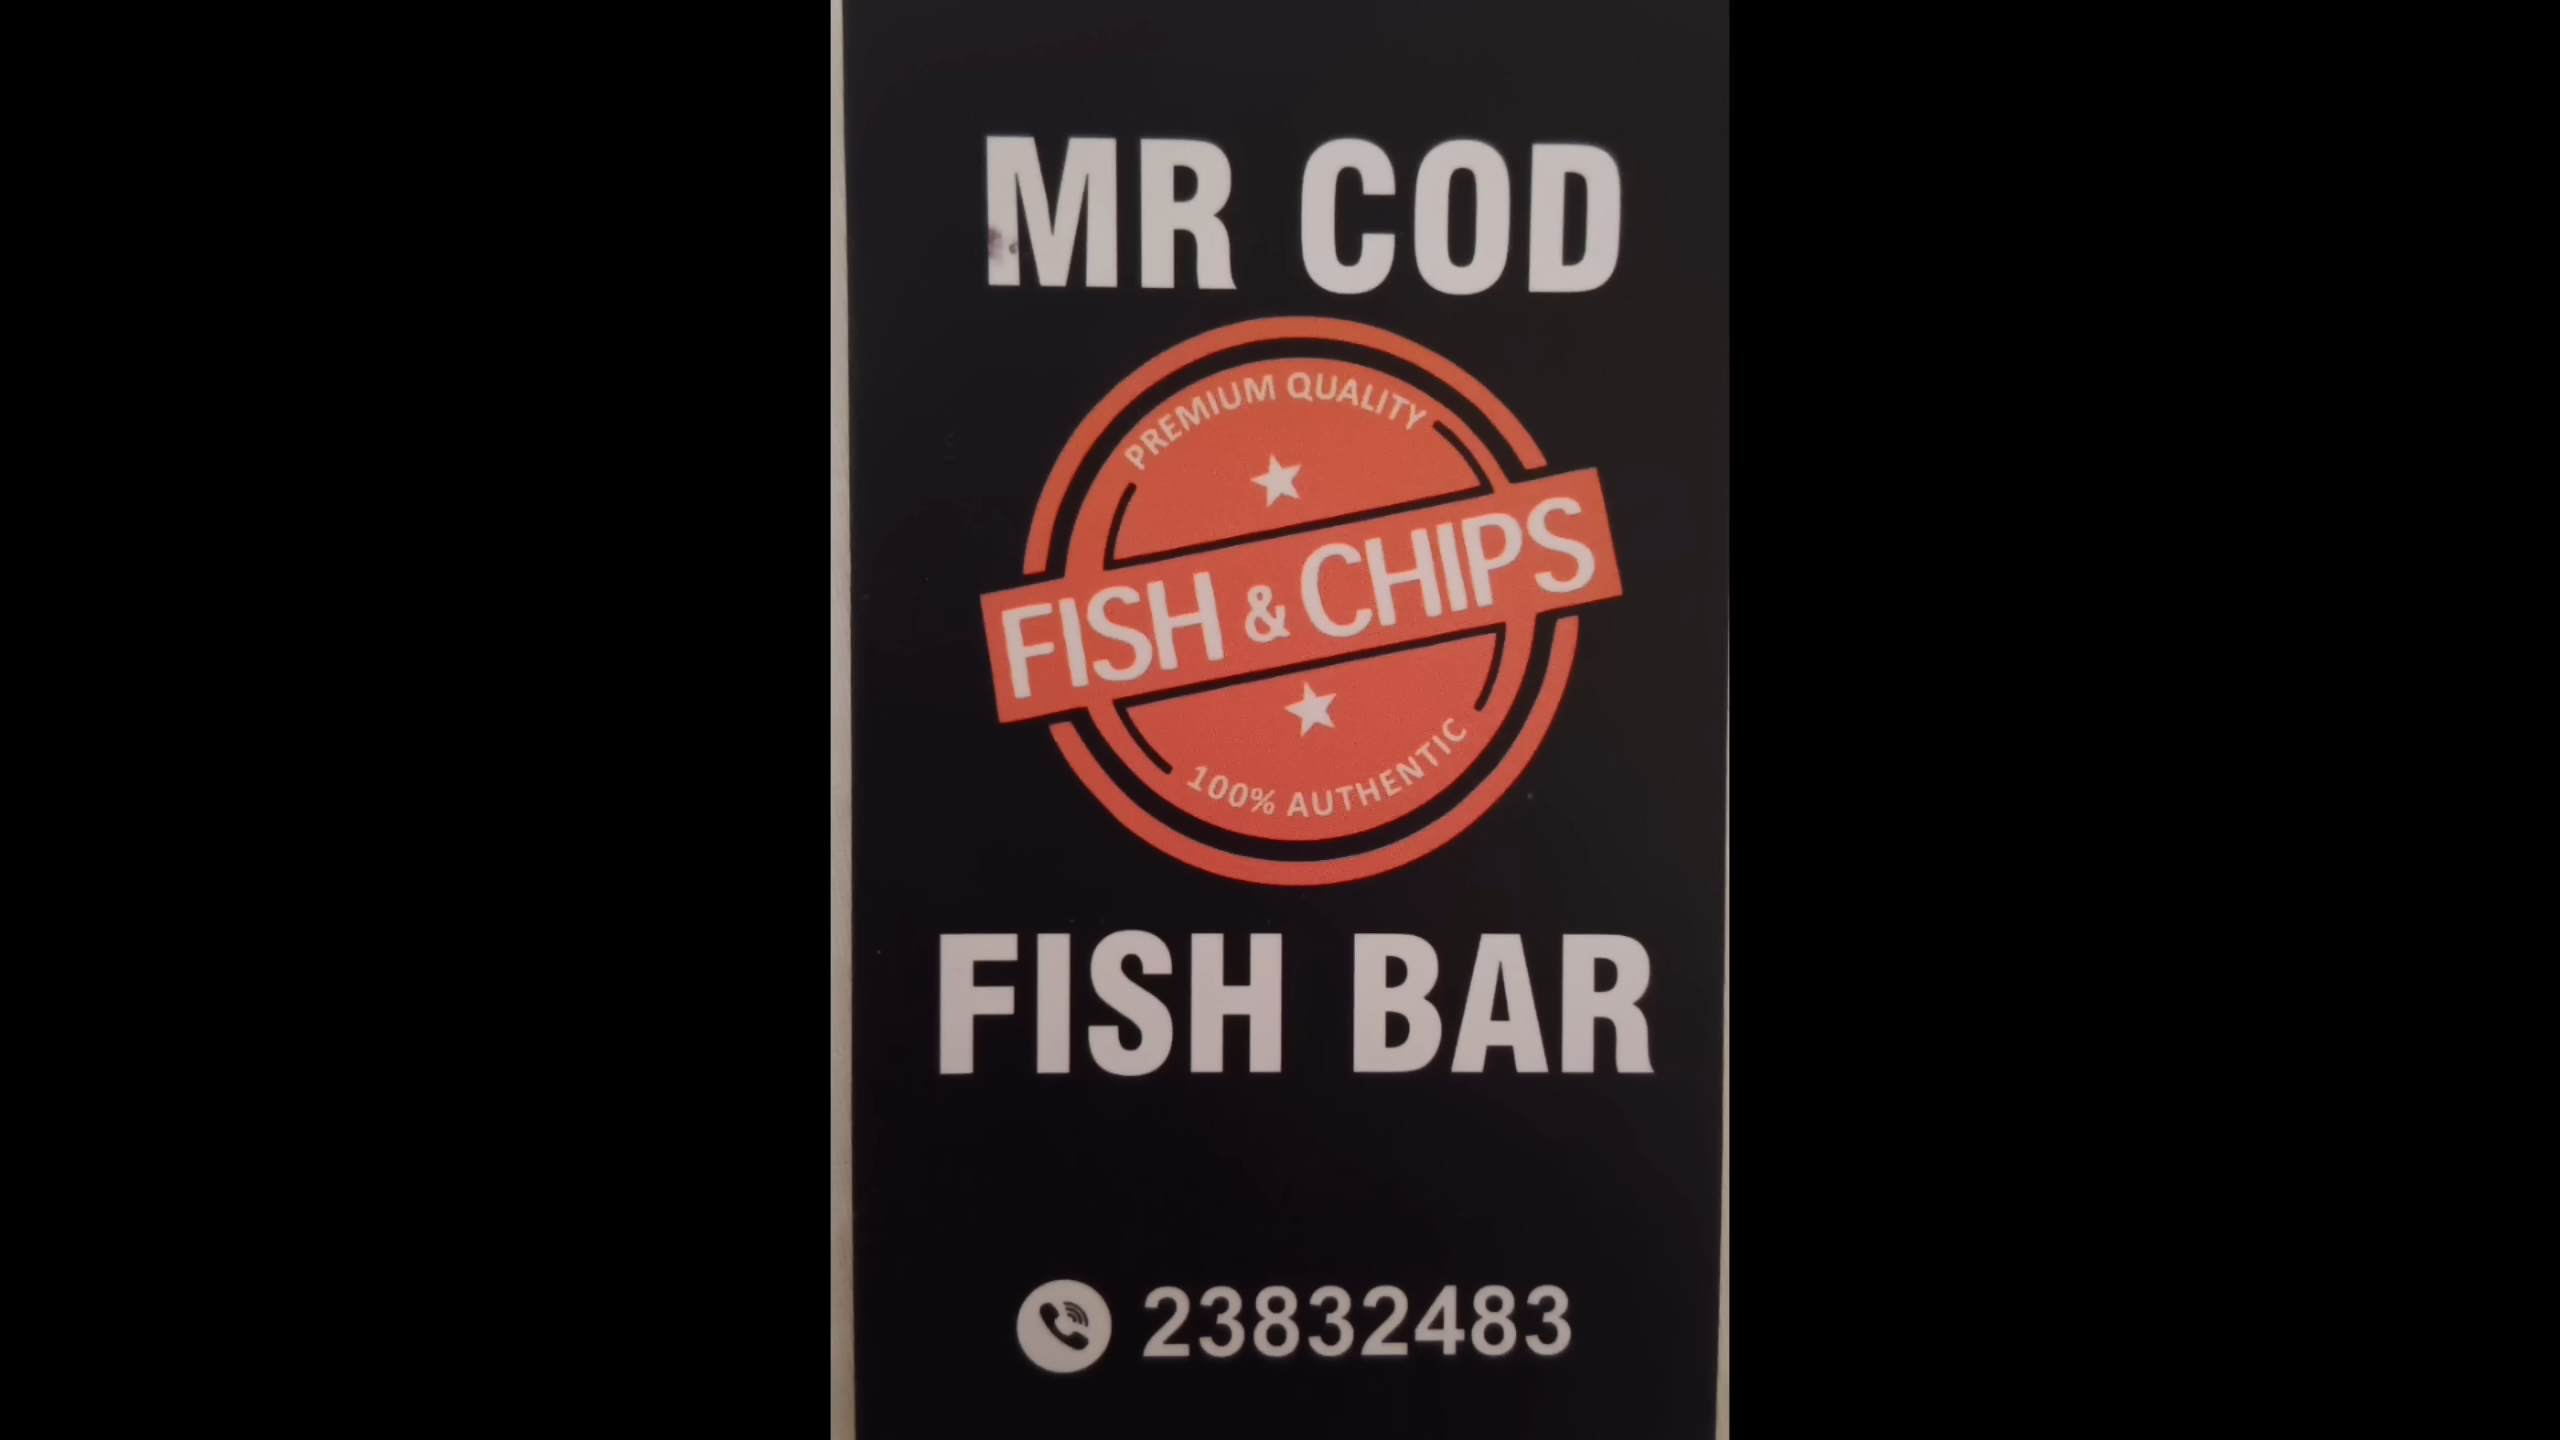 MR COD
PREMIUM QUALITY
FISH & CHIPS
100% AUTHENTIC
FISH BAR
23832483